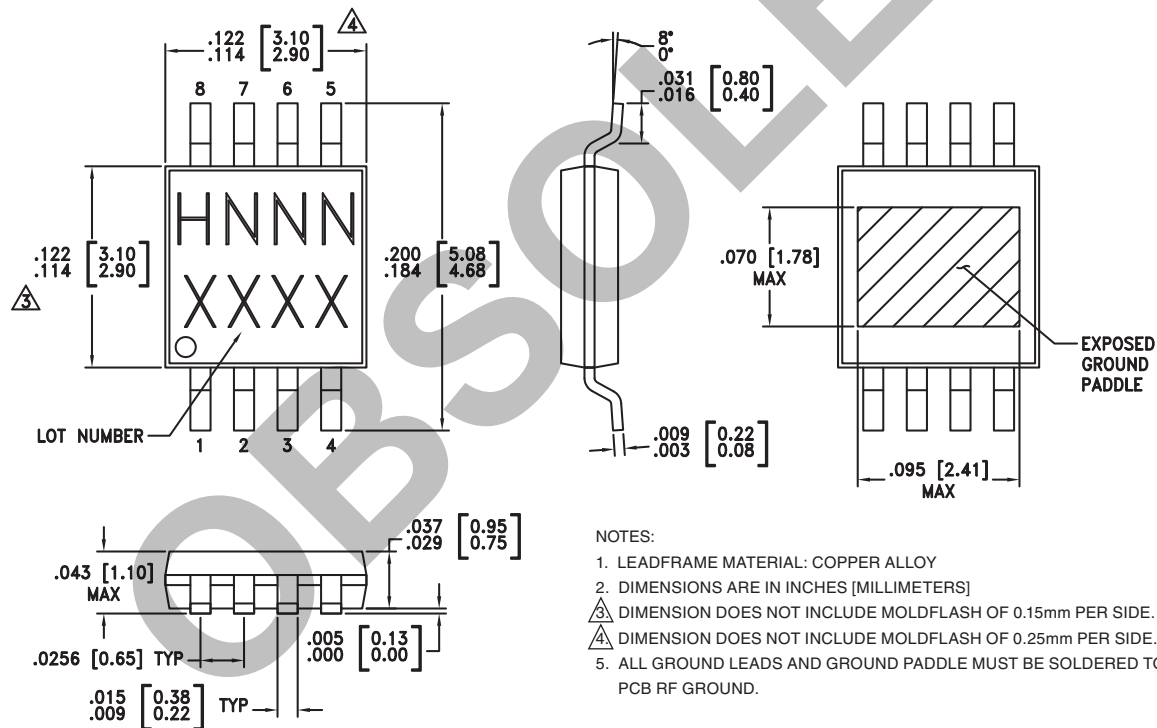 .122 [3.10]
.114 [2.90]
4
8 7 6 5
HNNN
XXXX
.122 [3.10]
.114 [2.90]
3
.200 [5.08]
.184 [4.68]
LOT NUMBER
1 2 3 4
8°
0°
.031 [0.80]
.016 [0.40]
.009 [0.22]
.003 [0.08]
.070 [1.78]
MAX
EXPOSED
GROUND
PADDLE
.095 [2.41]
MAX
.037 [0.95]
.029 [0.75]
.043 [1.10]
MAX
.005 [0.13]
.000 [0.00]
.0256 [0.65] TYP
.015 [0.38]
.009 [0.22]
TYP
NOTES:
1. LEADFRAME MATERIAL: COPPER ALLOY
2. DIMENSIONS ARE IN INCHES [MILLIMETERS]
3. DIMENSION DOES NOT INCLUDE MOLDFLASH OF 0.15mm PER SIDE.
4. DIMENSION DOES NOT INCLUDE MOLDFLASH OF 0.25mm PER SIDE.
5. ALL GROUND LEADS AND GROUND PADDLE MUST BE SOLDERED TO
PCB RF GROUND.
OBSOLE